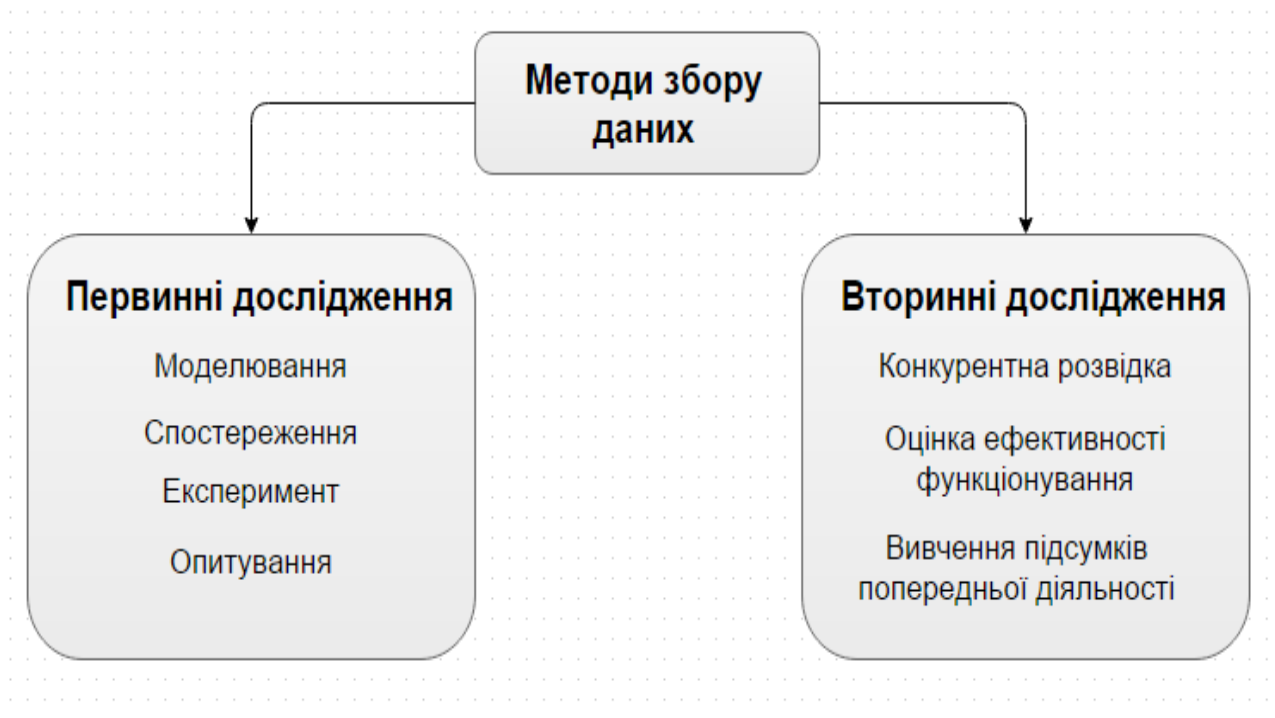 Методи збору
даних
Первинні дослідження
Моделювання
Спостереження
Експеримент
Опитування
Вторинні дослідження
Конкурентна розвідка
Оцінка ефективності
функціонування
Вивчення підсумків
попередньої діяльності